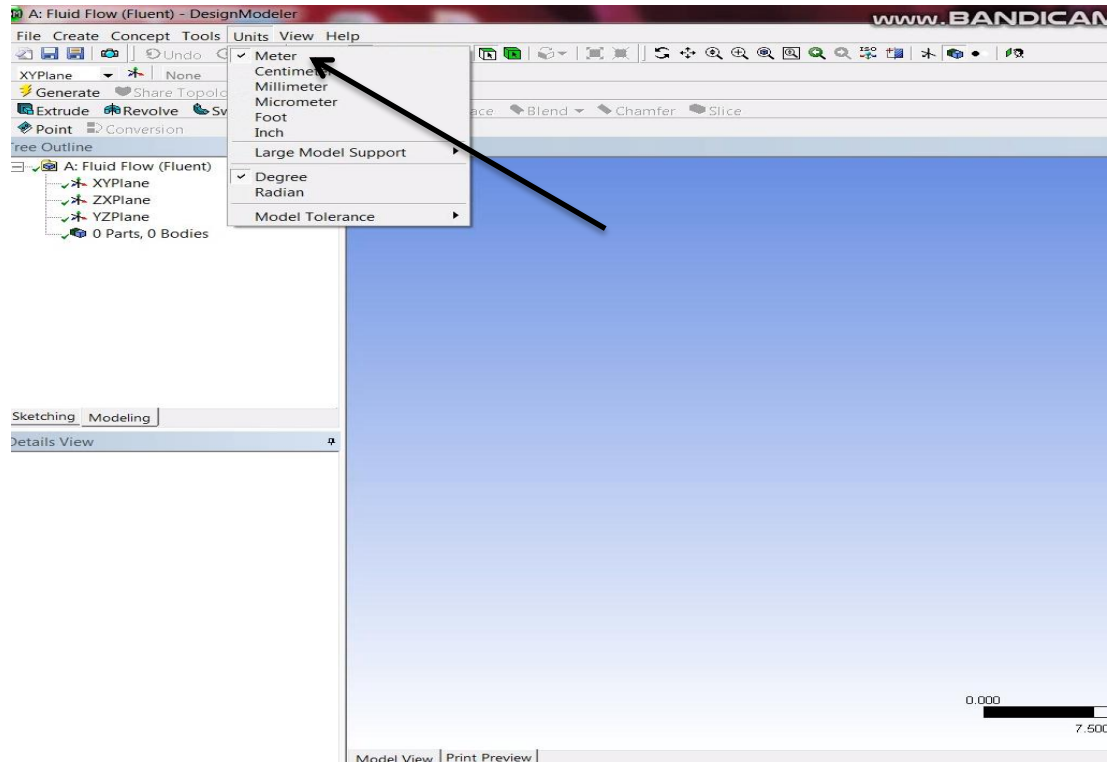 A: Fluid Flow (Fluent) - DesignModeler
www.BANDICAM
File Create Concept Tools Units View Help
Undo
Meter
XYPlane None
Centimeter
Millimeter
Generate Share Topolo
Micrometer
Extrude Revolve Sw
Foot
ace Blend Chamfer Slice
Point Conversion
Inch
Tree Outline
Large Model Support
A: Fluid Flow (Fluent)
Degree
XYPlane
Radian
ZXPlane
YZPlane
Model Tolerance
0 Parts, 0 Bodies
Sketching Modeling
Details View
0.000
7.500
Model View Print Preview